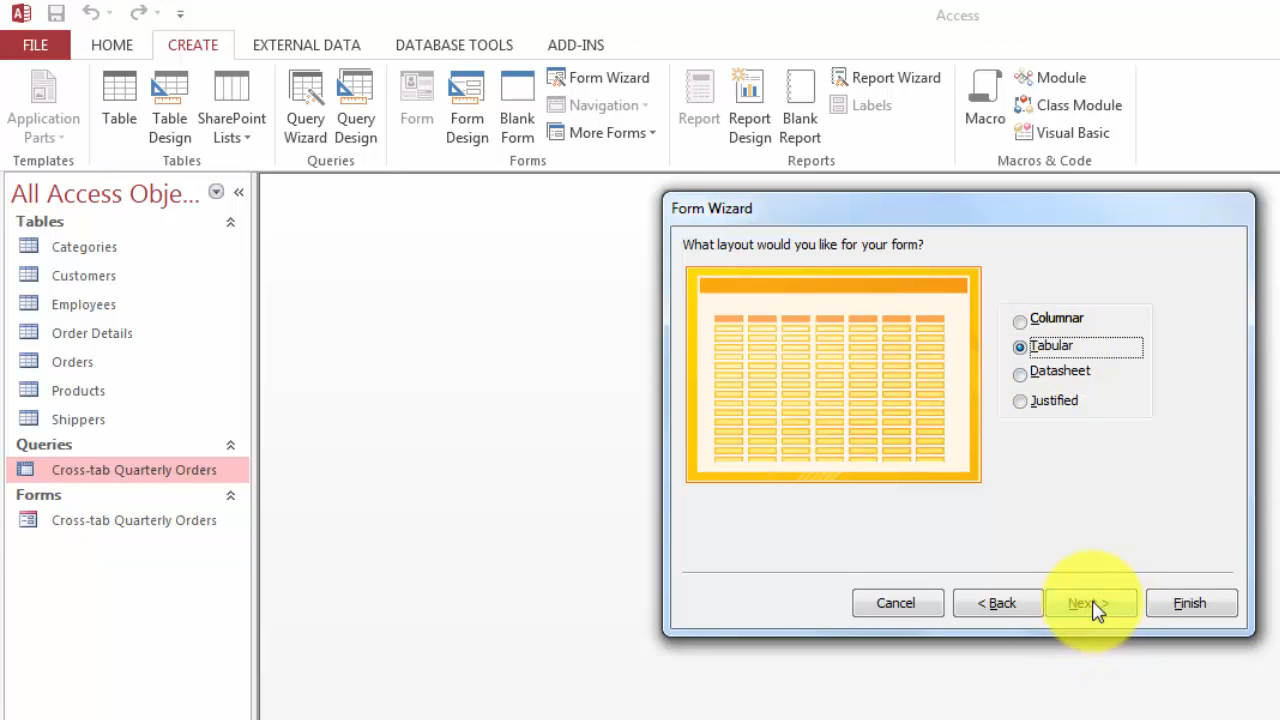 Access
FILE HOME CREATE EXTERNAL DATA DATABASE TOOLS ADD-INS
Application Parts
Table
Table Design
SharePoint Lists
Query Wizard
Query Design
Form
Form Design
Blank Form
Form Wizard
Navigation
More Forms
Report
Report Design
Blank Report
Report Wizard
Labels
Macro
Module
Class Module
Visual Basic
Templates Tables Queries Forms Reports Macros & Code
All Access Obje...
Tables
Categories
Customers
Employees
Order Details
Orders
Products
Shippers
Queries
Cross-tab Quarterly Orders
Forms
Cross-tab Quarterly Orders
Form Wizard
What layout would you like for your form?
Columnar
Tabular
Datasheet
Justified
Cancel < Back Next > Finish